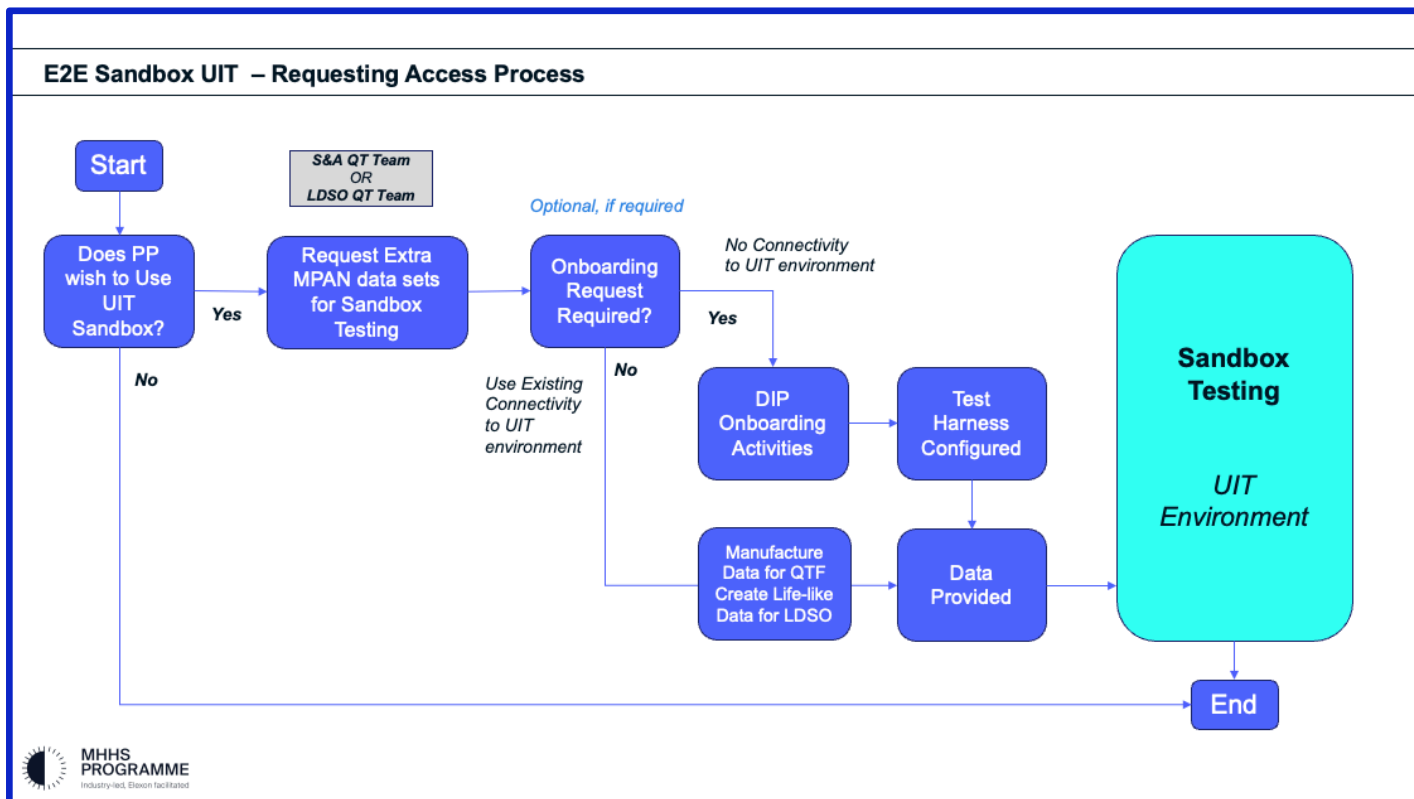 E2E Sandbox UIT – Requesting Access Process
Start
S&A QT Team
OR
LDSO QT Team
Optional, if required
Does PP
wish to Use
UIT
Sandbox?
Yes
No
Request Extra
MPAN data sets
for Sandbox
Testing
Onboarding
Request
Required?
No Connectivity
to UIT environment
Yes
No
Use Existing
Connectivity
to UIT
environment
DIP
Onboarding
Activities
Test
Harness
Configured
Manufacture
Data for QTF
Create Life-like
Data for LDSO
Data
Provided
Sandbox
Testing
UIT
Environment
End
MHHS
PROGRAMME
Industry-led, Elexon facilitated